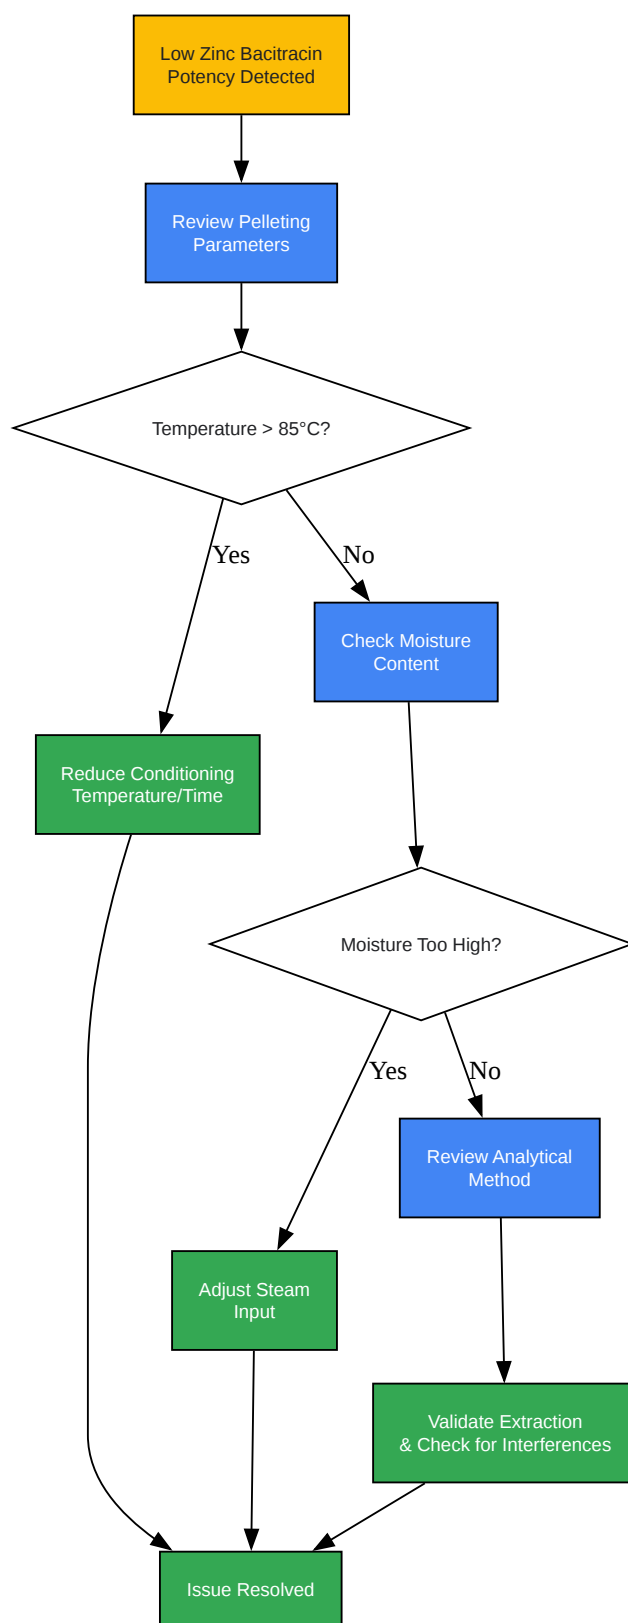 Low Zinc Bacitracin
Potency Detected
Review Pelleting
Parameters
Temperature > 85°C?
Yes
No
Check Moisture
Content
Reduce Conditioning
Temperature/Time
Moisture Too High?
Yes
No
Review Analytical
Method
Adjust Steam
Input
Validate Extraction
& Check for Interferences
Issue Resolved